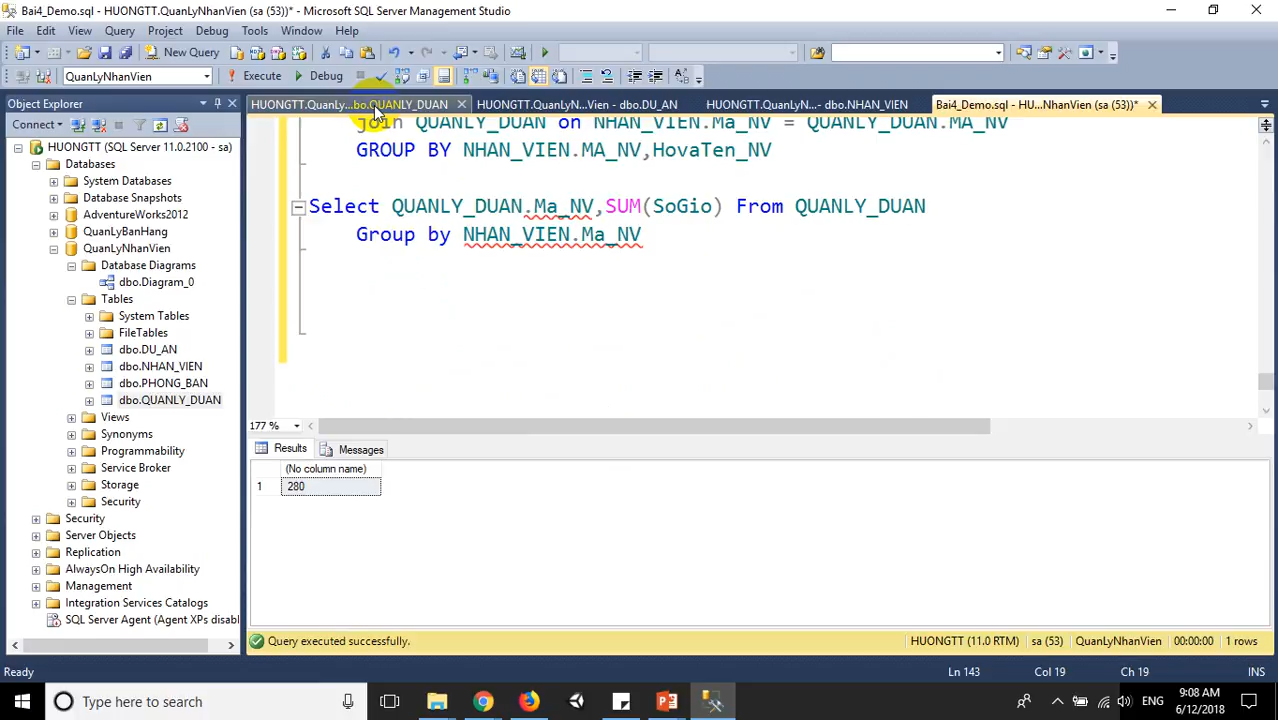 Bai4_Demo.sql - HUONGTT.QuanLyNhanVien (sa (53))* - Microsoft SQL Server Management Studio
File Edit View Query Project Debug Tools Window Help
New Query
QuanLyNhanVien Execute Debug
Object Explorer
HUONGTT.QuanLy...bo.QUANLY_DUAN HUONGTT.QuanLyN...Vien - dbo.DU_AN HUONGTT.QuanLyN...- dbo.NHAN_VIEN Bai4_Demo.sql - HU...NhanVien (sa (53))*
Connect
HUONGTT (SQL Server 11.0.2100 - sa)
Databases
System Databases
Database Snapshots
AdventureWorks2012
QuanLyBanHang
QuanLyNhanVien
Database Diagrams
dbo.Diagram_0
Tables
System Tables
FileTables
dbo.DU_AN
dbo.NHAN_VIEN
dbo.PHONG_BAN
dbo.QUANLY_DUAN
Views
Synonyms
Programmability
Service Broker
Storage
Security
Security
Server Objects
Replication
AlwaysOn High Availability
Management
Integration Services Catalogs
SQL Server Agent (Agent XPs disabl
join QUANLY_DUAN on NHAN_VIEN.Ma_NV = QUANLY_DUAN.MA_NV
GROUP BY NHAN_VIEN.MA_NV,HovaTen_NV
Select QUANLY_DUAN.Ma_NV,SUM(SoGio) From QUANLY_DUAN
Group by NHAN_VIEN.Ma_NV
177 %
Results Messages
(No column name)
1 280
Query executed successfully. HUONGTT (11.0 RTM) sa (53) QuanLyNhanVien 00:00:00 1 rows
Ready Ln 143 Col 19 Ch 19 INS
Type here to search ENG 9:08 AM
6/12/2018